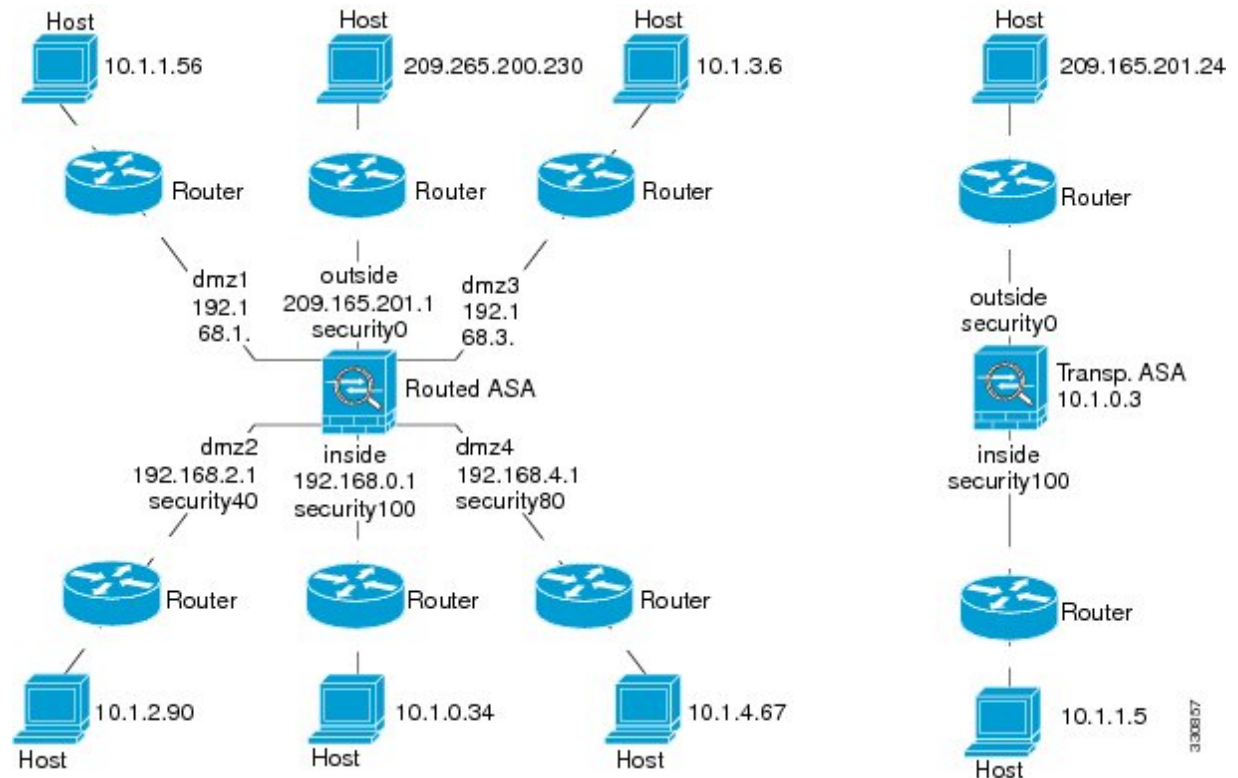 Host
10.1.1.56
Host
209.265.200.230
Host
10.1.3.6
Host
209.165.201.24
Router
Router
Router
Router
dmz1
192.1
68.1.
outside
209.165.201.1
security0
dmz3
192.1
68.3.
outside
security0
Routed ASA
Transp. ASA
10.1.0.3
dmz2
192.168.2.1
security40
inside
192.168.0.1
security100
dmz4
192.168.4.1
security80
inside
security100
Router
Router
Router
Router
10.1.2.90
Host
10.1.0.34
Host
10.1.4.67
Host
10.1.1.5
Host
330857